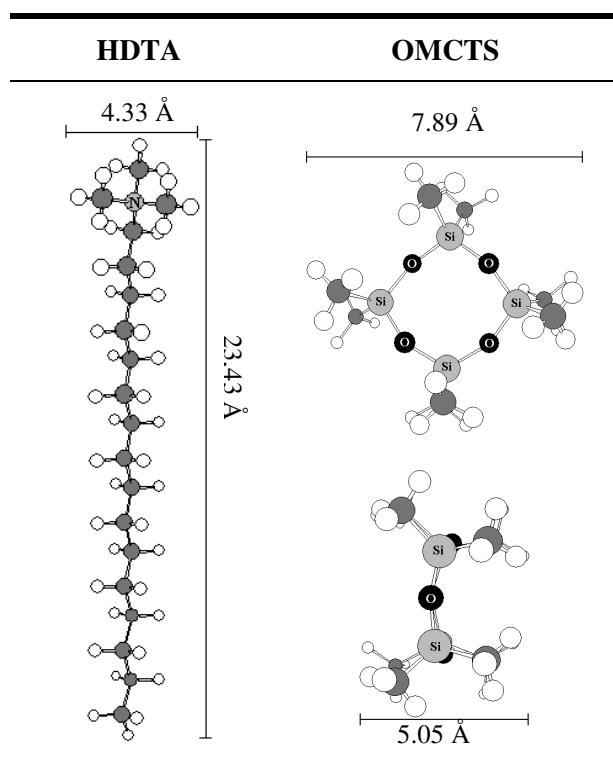 HDTA
OMCTS
4.33 Å
7.89 Å
N
23.43 Å
Si
O
O
Si
Si
O
O
Si
Si
O
Si
5.05 Å